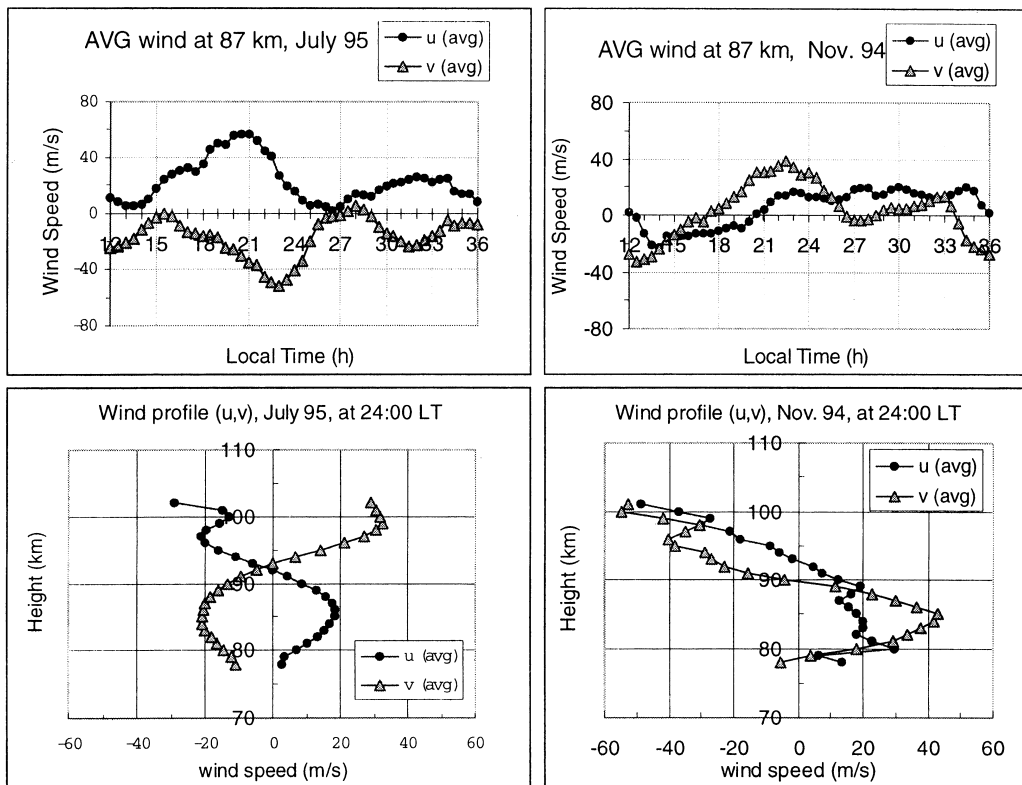 AVG wind at 87 km, July 95
u (avg)
v (avg)
Wind Speed (m/s)
80
40
0
-40
-80
12 15 18 21 24 27 30 33 36
Local Time (h)
AVG wind at 87 km, Nov. 94
u (avg)
v (avg)
Wind Speed (m/s)
80
40
0
-40
-80
12 15 18 21 24 27 30 33 36
Local Time (h)
Wind profile (u,v), July 95, at 24:00 LT
Height (km)
110
100
90
80
70
u (avg)
v (avg)
-60 -40 -20 0 20 40 60
wind speed (m/s)
Wind profile (u,v), Nov. 94, at 24:00 LT
Height (km)
110
100
90
80
70
u (avg)
v (avg)
-60 -40 -20 0 20 40 60
wind speed (m/s)